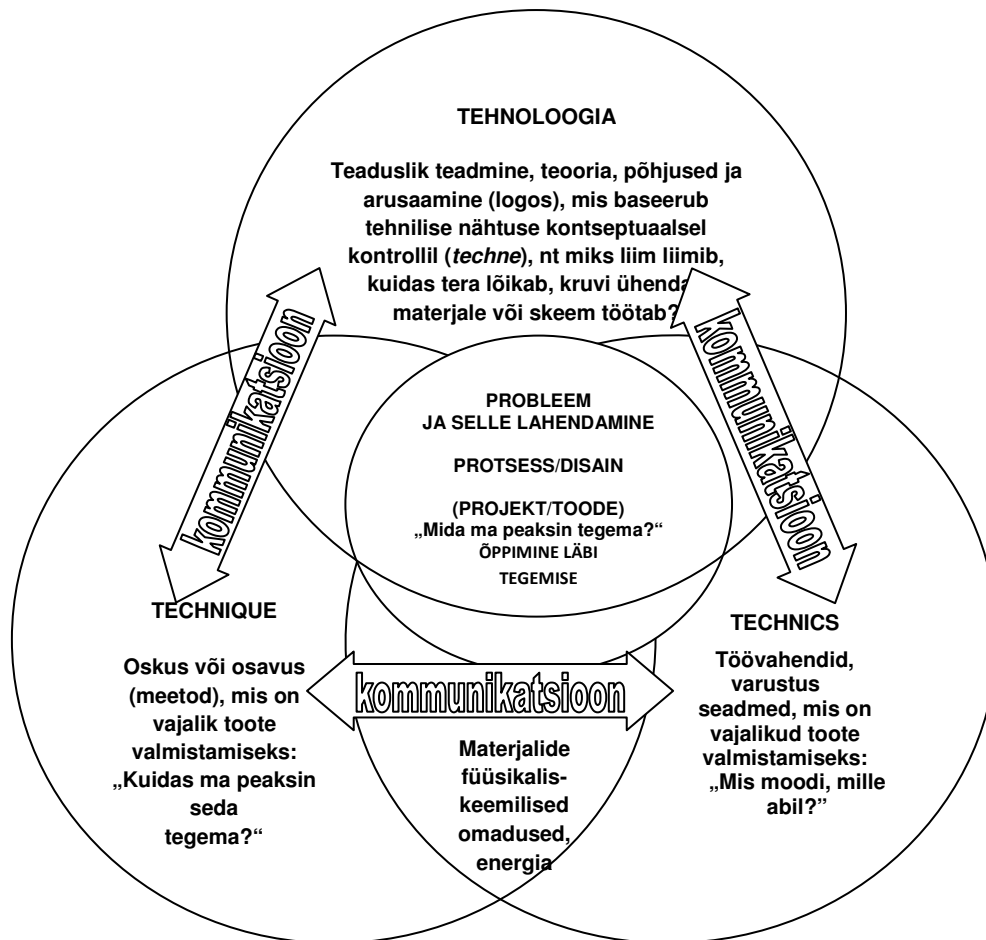 TEHNOLOOGIA
Teaduslik teadmine, teooria, põhjused ja
arusaamine (logos), mis baseerub
tehnilise nähtuse kontseptuaalsel
kontrollil (techne), nt miks liim liimib,
kuidas tera lõikab, kruvi ühenda
materjale või skeem töötab?
kommunikatsioon
kommunikatsioon
PROBLEEM
JA SELLE LAHENDAMINE
PROTSESS/DISAIN
(PROJEKT/TOODE)
„Mida ma peaksin tegema?“
ÕPPIMINE LÄBI
TEGEMISE
TECHNIQUE
Oskus või osavus
(meetod), mis on
vajalik toote
valmistamiseks:
„Kuidas ma peaksin
seda
tegema?“
kommunikatsioon
Materjalide
füüsikalis-
keemilised
omadused,
energia
TECHNICS
Töövahendid,
varustus
seadmed, mis on
vajalikud toote
valmistamiseks:
„Mis moodi, mille
abil?”